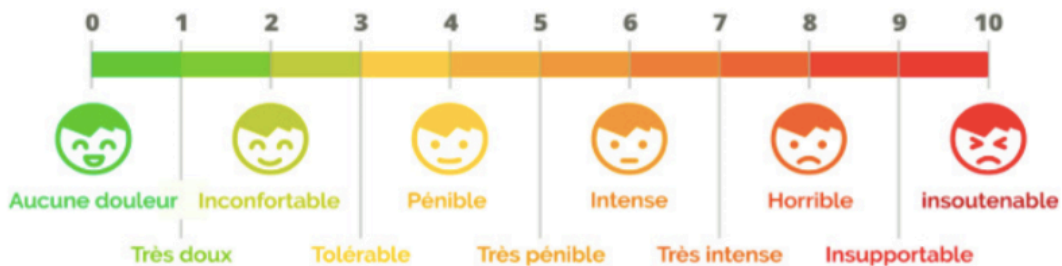 0 1 2 3 4 5 6 7 8 9 10
Aucune douleur Inconfortable Pénible Intense Horrible insoutenable
Très doux Tolérable Très pénible Très intense Insupportable